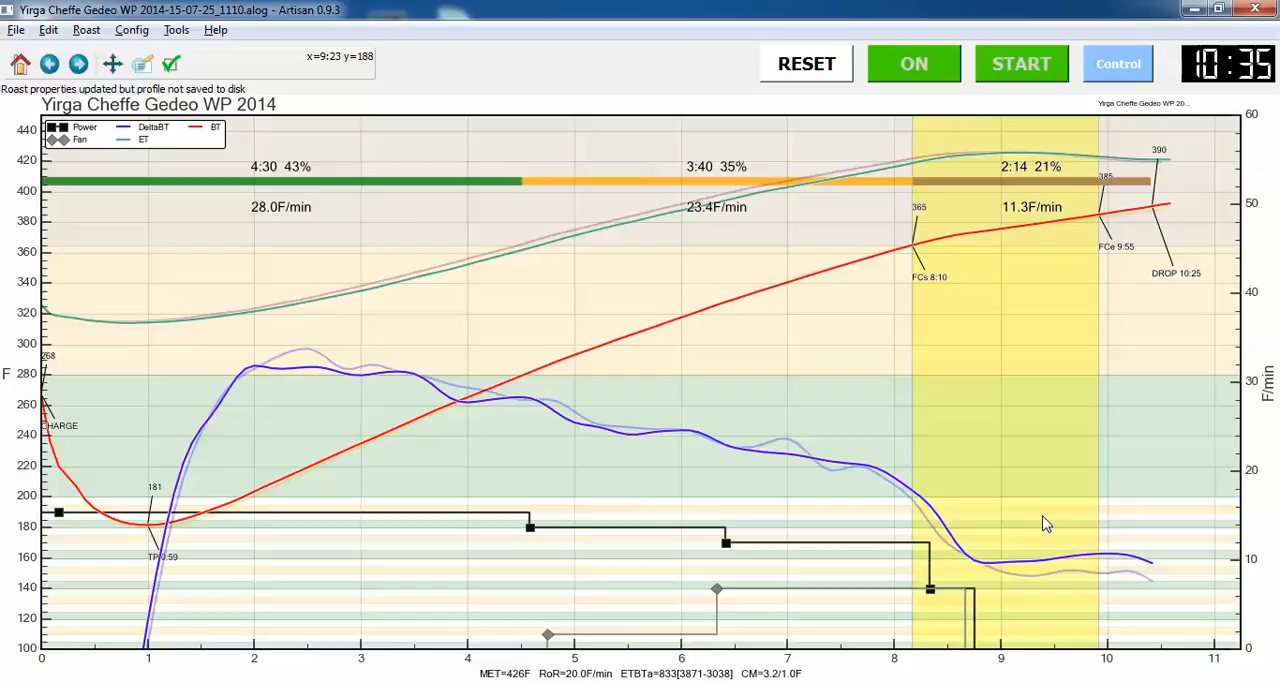 Yirga Cheffe Gedeo WP 2014-15-07-25_1110.alog - Artisan 0.9.3
File Edit Roast Config Tools Help
x=9:23 y=188
RESET ON START Control 10:35
Roast properties updated but profile not saved to disk
Yirga Cheffe Gedeo WP 2014
Yirga Cheffe Gedeo WP 20...
Power DeltaBT BT
Fan ET
4:30 43% 3:40 35% 2:14 21%
28.0F/min 23.4F/min 11.3F/min
440
420
400
380
360
340
320
300
280
260
240
220
200
180
160
140
120
100
F
60
50
40
30
20
10
0
F/min
268
CHARGE
181
TP 0:59
365
FCs 8:10
385
FCe 9:55
390
DROP 10:25
0 1 2 3 4 5 6 7 8 9 10 11
MET=426F RoR=20.0F/min ETBTa=833[3871-3038] CM=3.2/1.0F